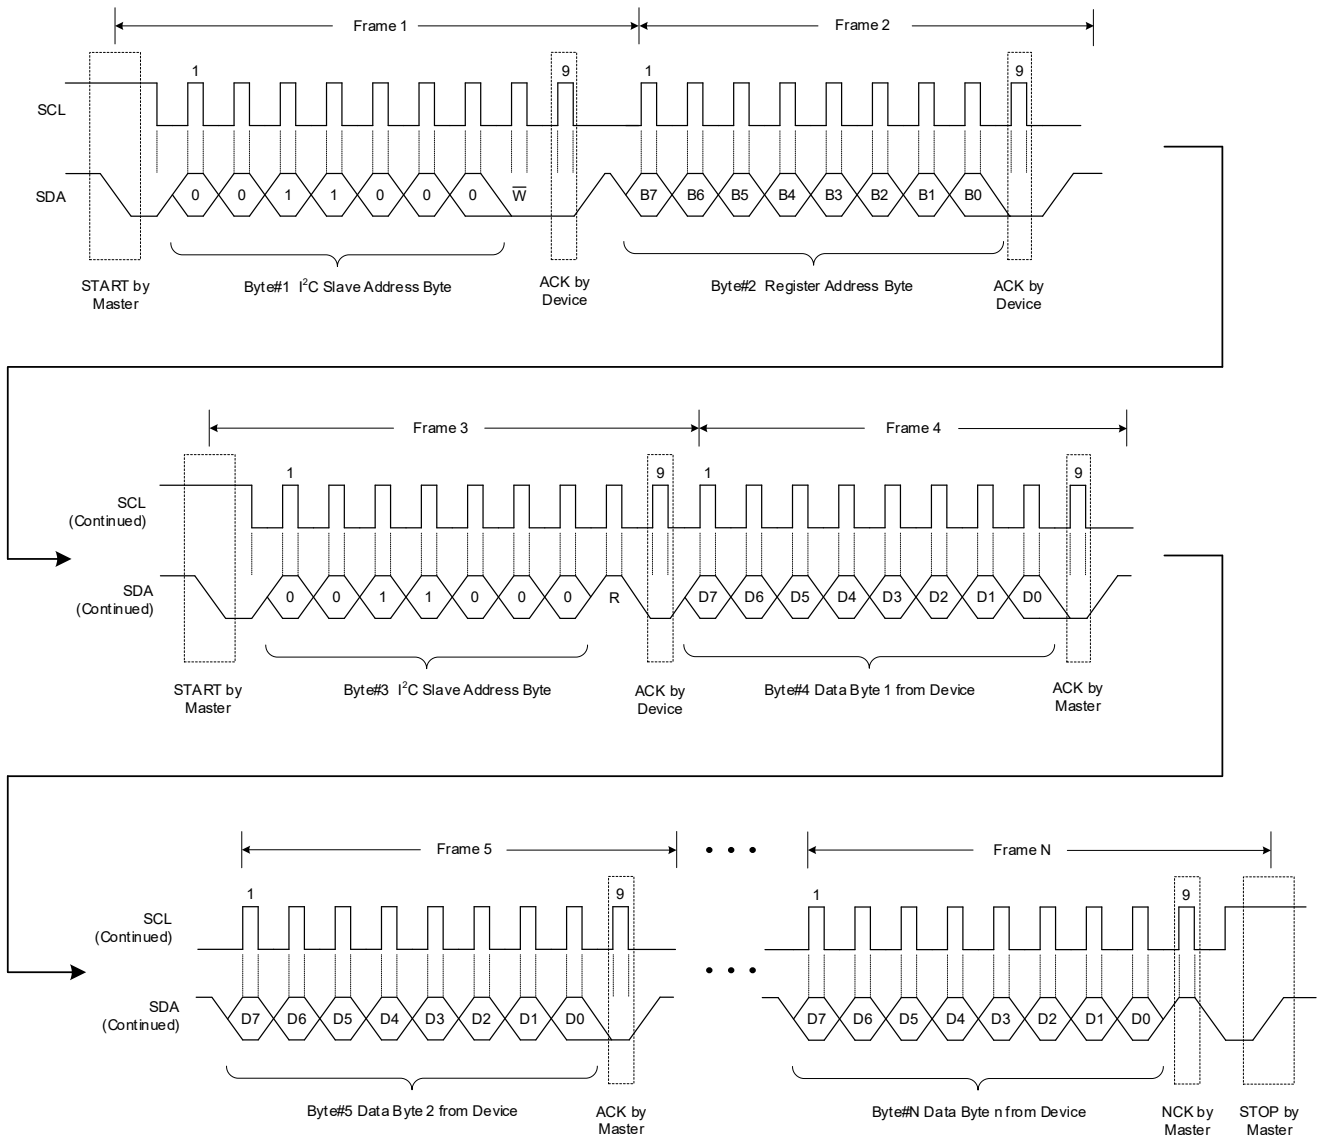 Frame 1
Frame 2
1
9
1
9
SCL
SDA
0 0 1 1 0 0 0 W̅
B7 B6 B5 B4 B3 B2 B1 B0
START by
Master
Byte#1 I²C Slave Address Byte
ACK by
Device
Byte#2 Register Address Byte
ACK by
Device
Frame 3
Frame 4
1
9
1
9
SCL
(Continued)
SDA
(Continued)
0 0 1 1 0 0 0 R
D7 D6 D5 D4 D3 D2 D1 D0
START by
Master
Byte#3 I²C Slave Address Byte
ACK by
Device
Byte#4 Data Byte 1 from Device
ACK by
Master
Frame 5
Frame N
1
9
1
9
SCL
(Continued)
SDA
(Continued)
D7 D6 D5 D4 D3 D2 D1 D0
D7 D6 D5 D4 D3 D2 D1 D0
Byte#5 Data Byte 2 from Device
ACK by
Master
Byte#N Data Byte n from Device
NCK by
Master
STOP by
Master